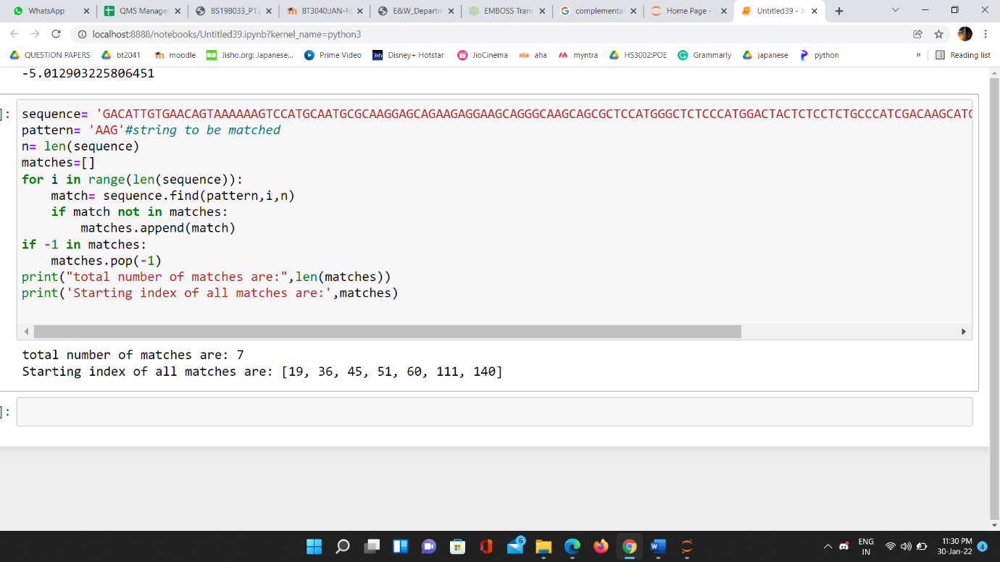 WhatsApp QMS Manage BS19B033_P1. BT3040:JAN-M E&W_Departm EMBOSS Trans complementa Home Page - Untitled39 - Ju
localhost:8888/notebooks/Untitled39.ipynb?kernel_name=python3
QUESTION PAPERS bt2041 moodle Jisho.org: Japanese... Prime Video Disney+ Hotstar JioCinema aha myntra HS3002:POE Grammarly japanese python » Reading list
-5.012903225806451
]: sequence= 'GACATTGTGAACAGTAAAAAAGTCCATGCAATGCGCAAGGAGCAGAAGAGGAAGCAGGGCAAGCAGCGCTCCATGGGCTCTCCCATGGACTACTCTCCTCTGCCCATCGACAAGCATC
pattern= 'AAG'#string to be matched
n= len(sequence)
matches=[]
for i in range(len(sequence)):
match= sequence.find(pattern,i,n)
if match not in matches:
matches.append(match)
if -1 in matches:
matches.pop(-1)
print("total number of matches are:",len(matches))
print('Starting index of all matches are:',matches)
total number of matches are: 7
Starting index of all matches are: [19, 36, 45, 51, 60, 111, 140]
]:
6
ENG
IN
11:30 PM
30-Jan-22
4